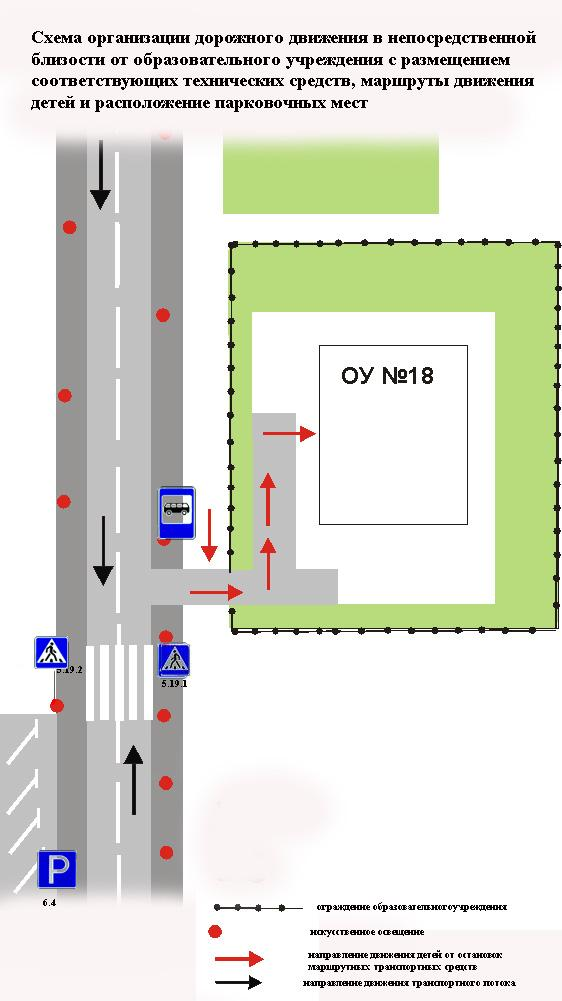 Схема организации дорожного движения в непосредственной
близости от образовательного учреждения с размещением
соответствующих технических средств, маршруты движения
детей и расположение парковочных мест
ОУ №18
5.19.2
5.19.1
P
6.4
ограждение образовательногоучреждения
искусственное освещение
направление движения детей от остановок
маршрутных транспортных средств
направление движения транспортного потока